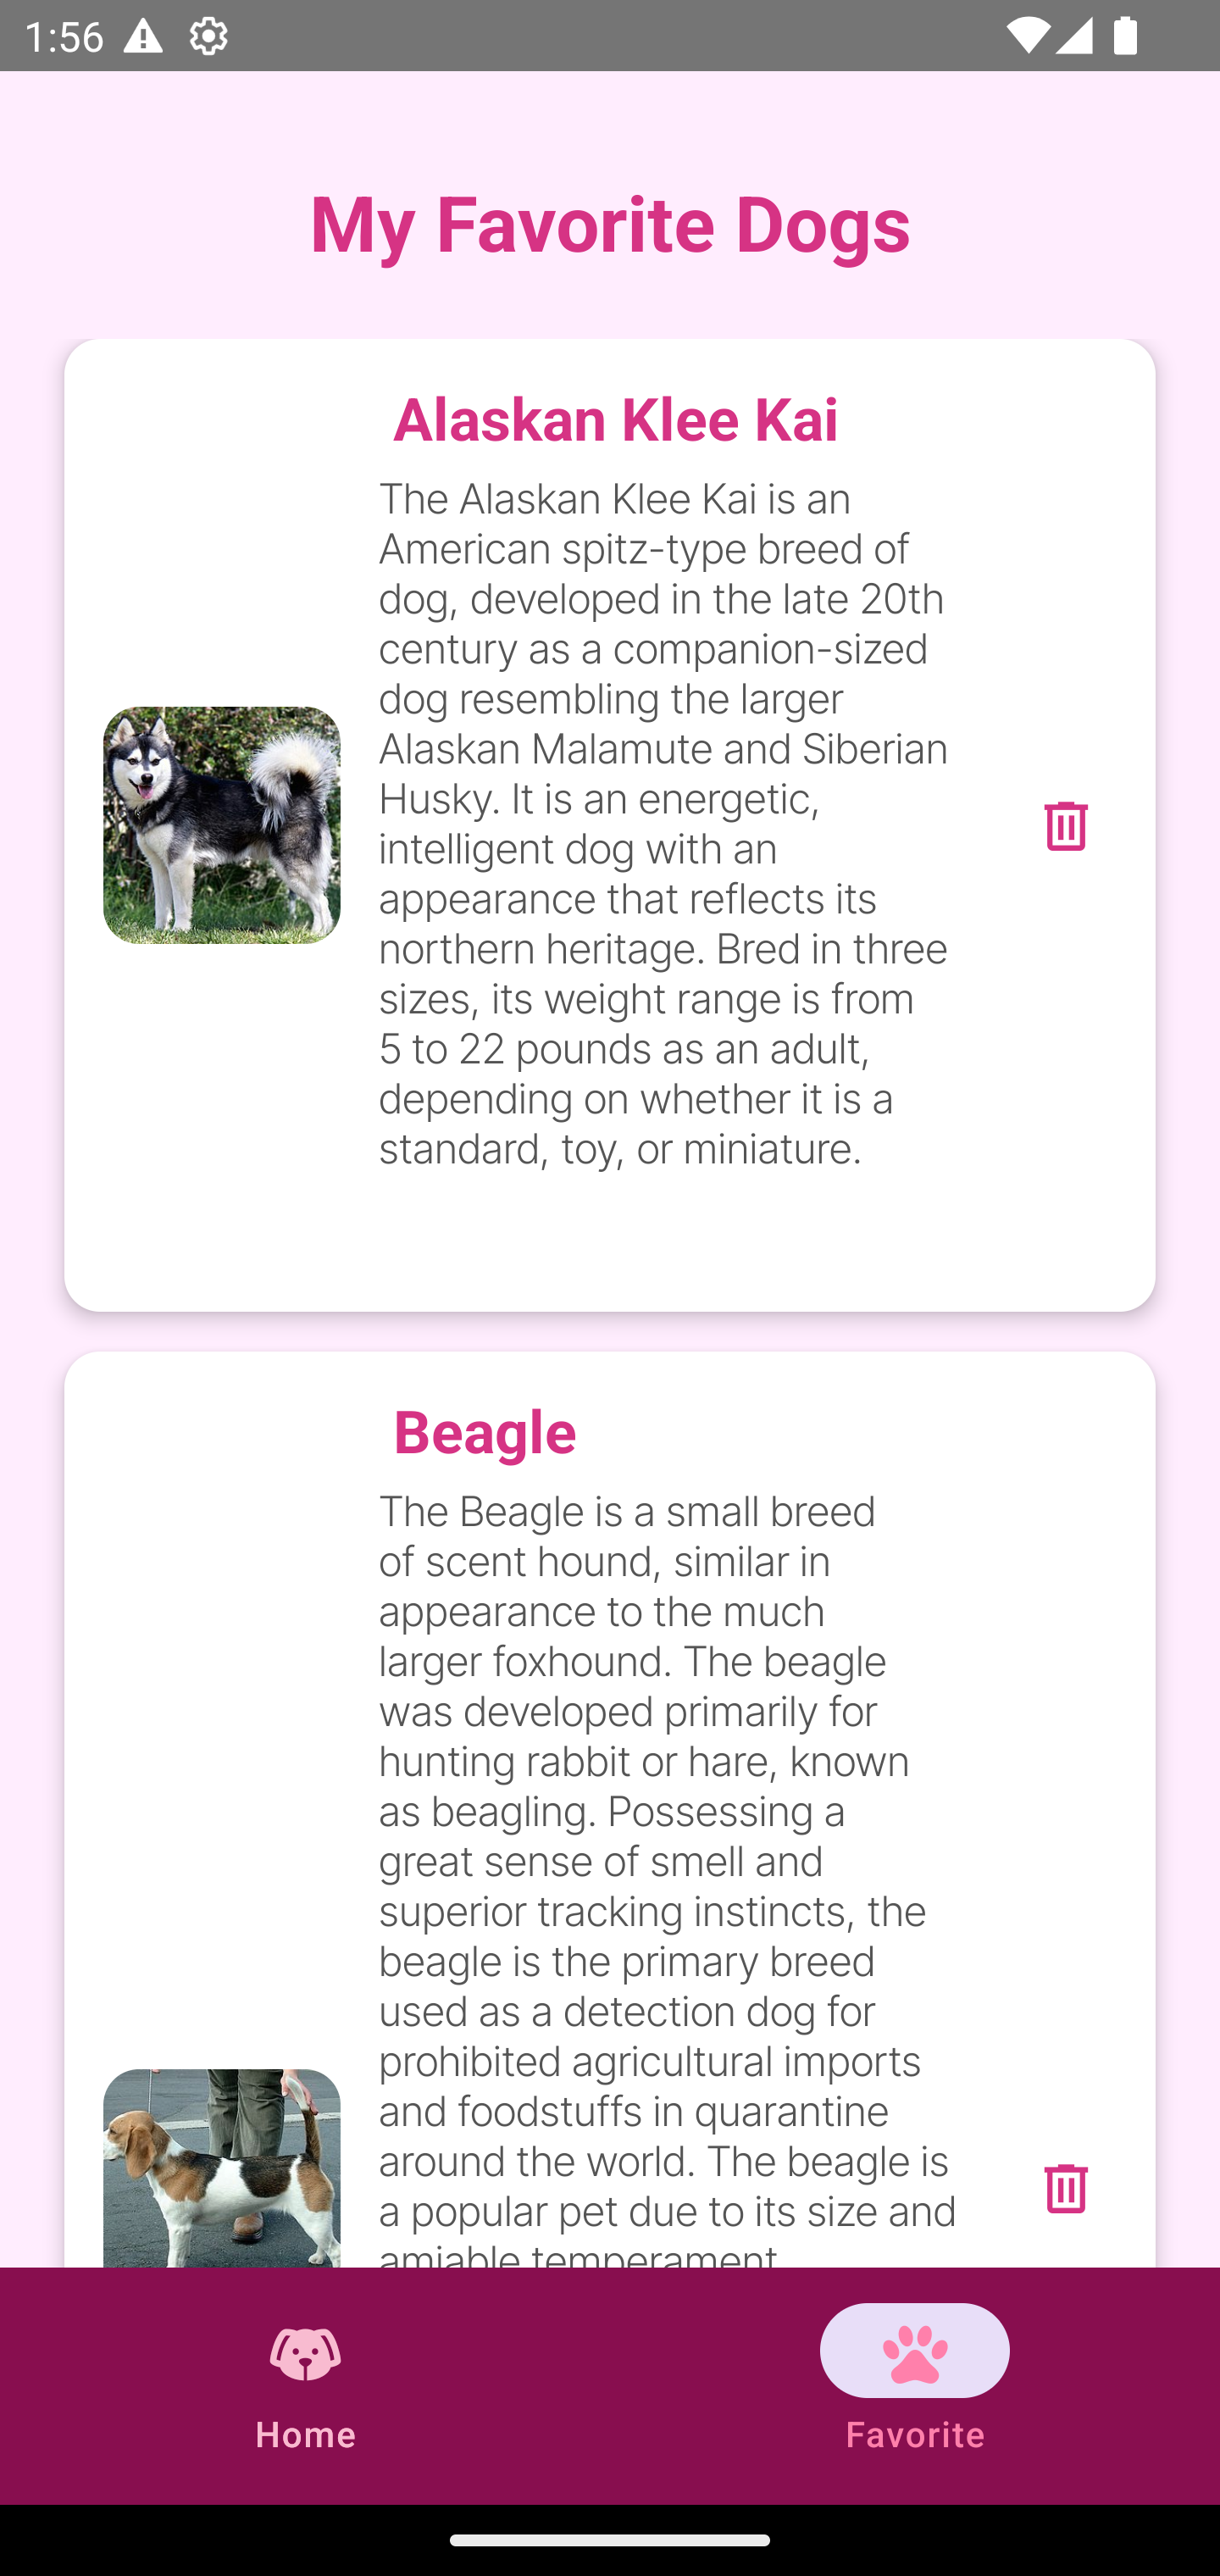 1:56
My Favorite Dogs
Alaskan Klee Kai
The Alaskan Klee Kai is an
American spitz-type breed of
dog, developed in the late 20th
century as a companion-sized
dog resembling the larger
Alaskan Malamute and Siberian
Husky. It is an energetic,
intelligent dog with an
appearance that reflects its
northern heritage. Bred in three
sizes, its weight range is from
5 to 22 pounds as an adult,
depending on whether it is a
standard, toy, or miniature.
Beagle
The Beagle is a small breed
of scent hound, similar in
appearance to the much
larger foxhound. The beagle
was developed primarily for
hunting rabbit or hare, known
as beagling. Possessing a
great sense of smell and
superior tracking instincts, the
beagle is the primary breed
used as a detection dog for
prohibited agricultural imports
and foodstuffs in quarantine
around the world. The beagle is
a popular pet due to its size and
amiable temperament
Home
Favorite